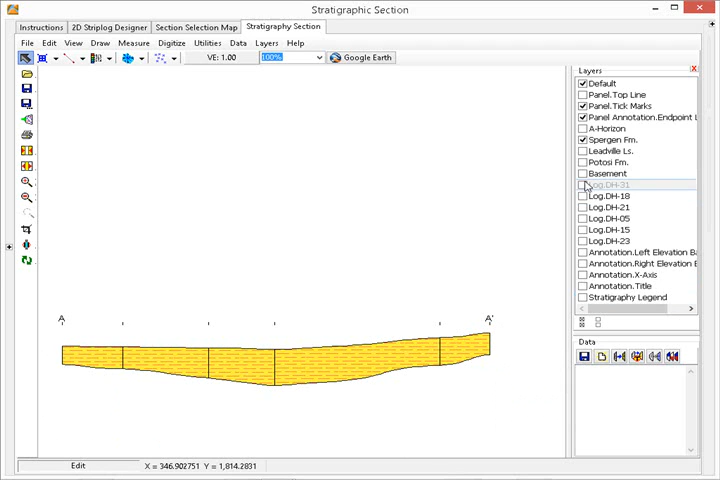 Stratigraphic Section
Instructions 2D Striplog Designer Section Selection Map Stratigraphy Section
File Edit View Draw Measure Digitize Utilities Data Layers Help
VE: 1.00 100% Google Earth
Layers
Default
Panel.Top Line
Panel.Tick Marks
Panel Annotation.Endpoint L
A-Horizon
Spergen Fm.
Leadville Ls.
Potosi Fm.
Basement
Log.DH-31
Log.DH-18
Log.DH-21
Log.DH-05
Log.DH-15
Log.DH-23
Annotation.Left Elevation Ba
Annotation.Right Elevation E
Annotation.X-Axis
Annotation.Title
Stratigraphy Legend
A A'
Data
Edit X = 346.902751 Y = 1,814.2831